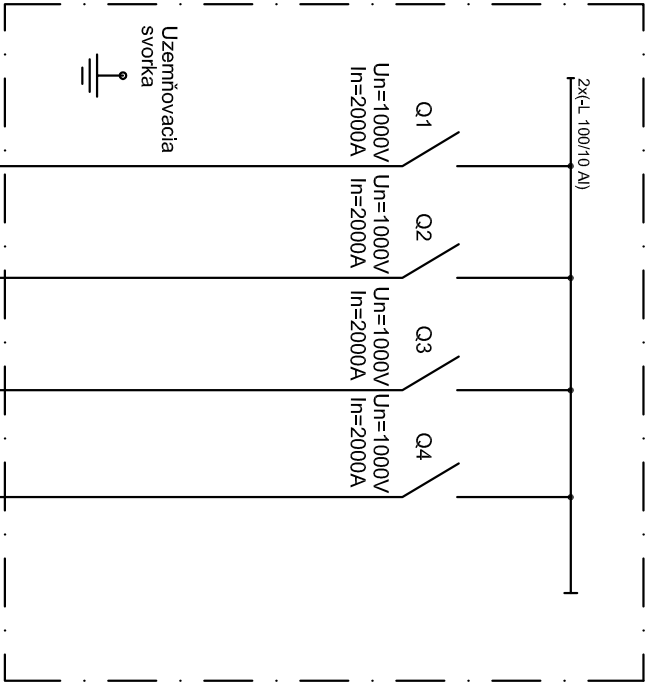 2x(-L 100/10 Al)
Q1
Un=1000V
In=2000A
Q2
Un=1000V
In=2000A
Q3
Un=1000V
In=2000A
Q4
Un=1000V
In=2000A
Uzemňovacia
svorka